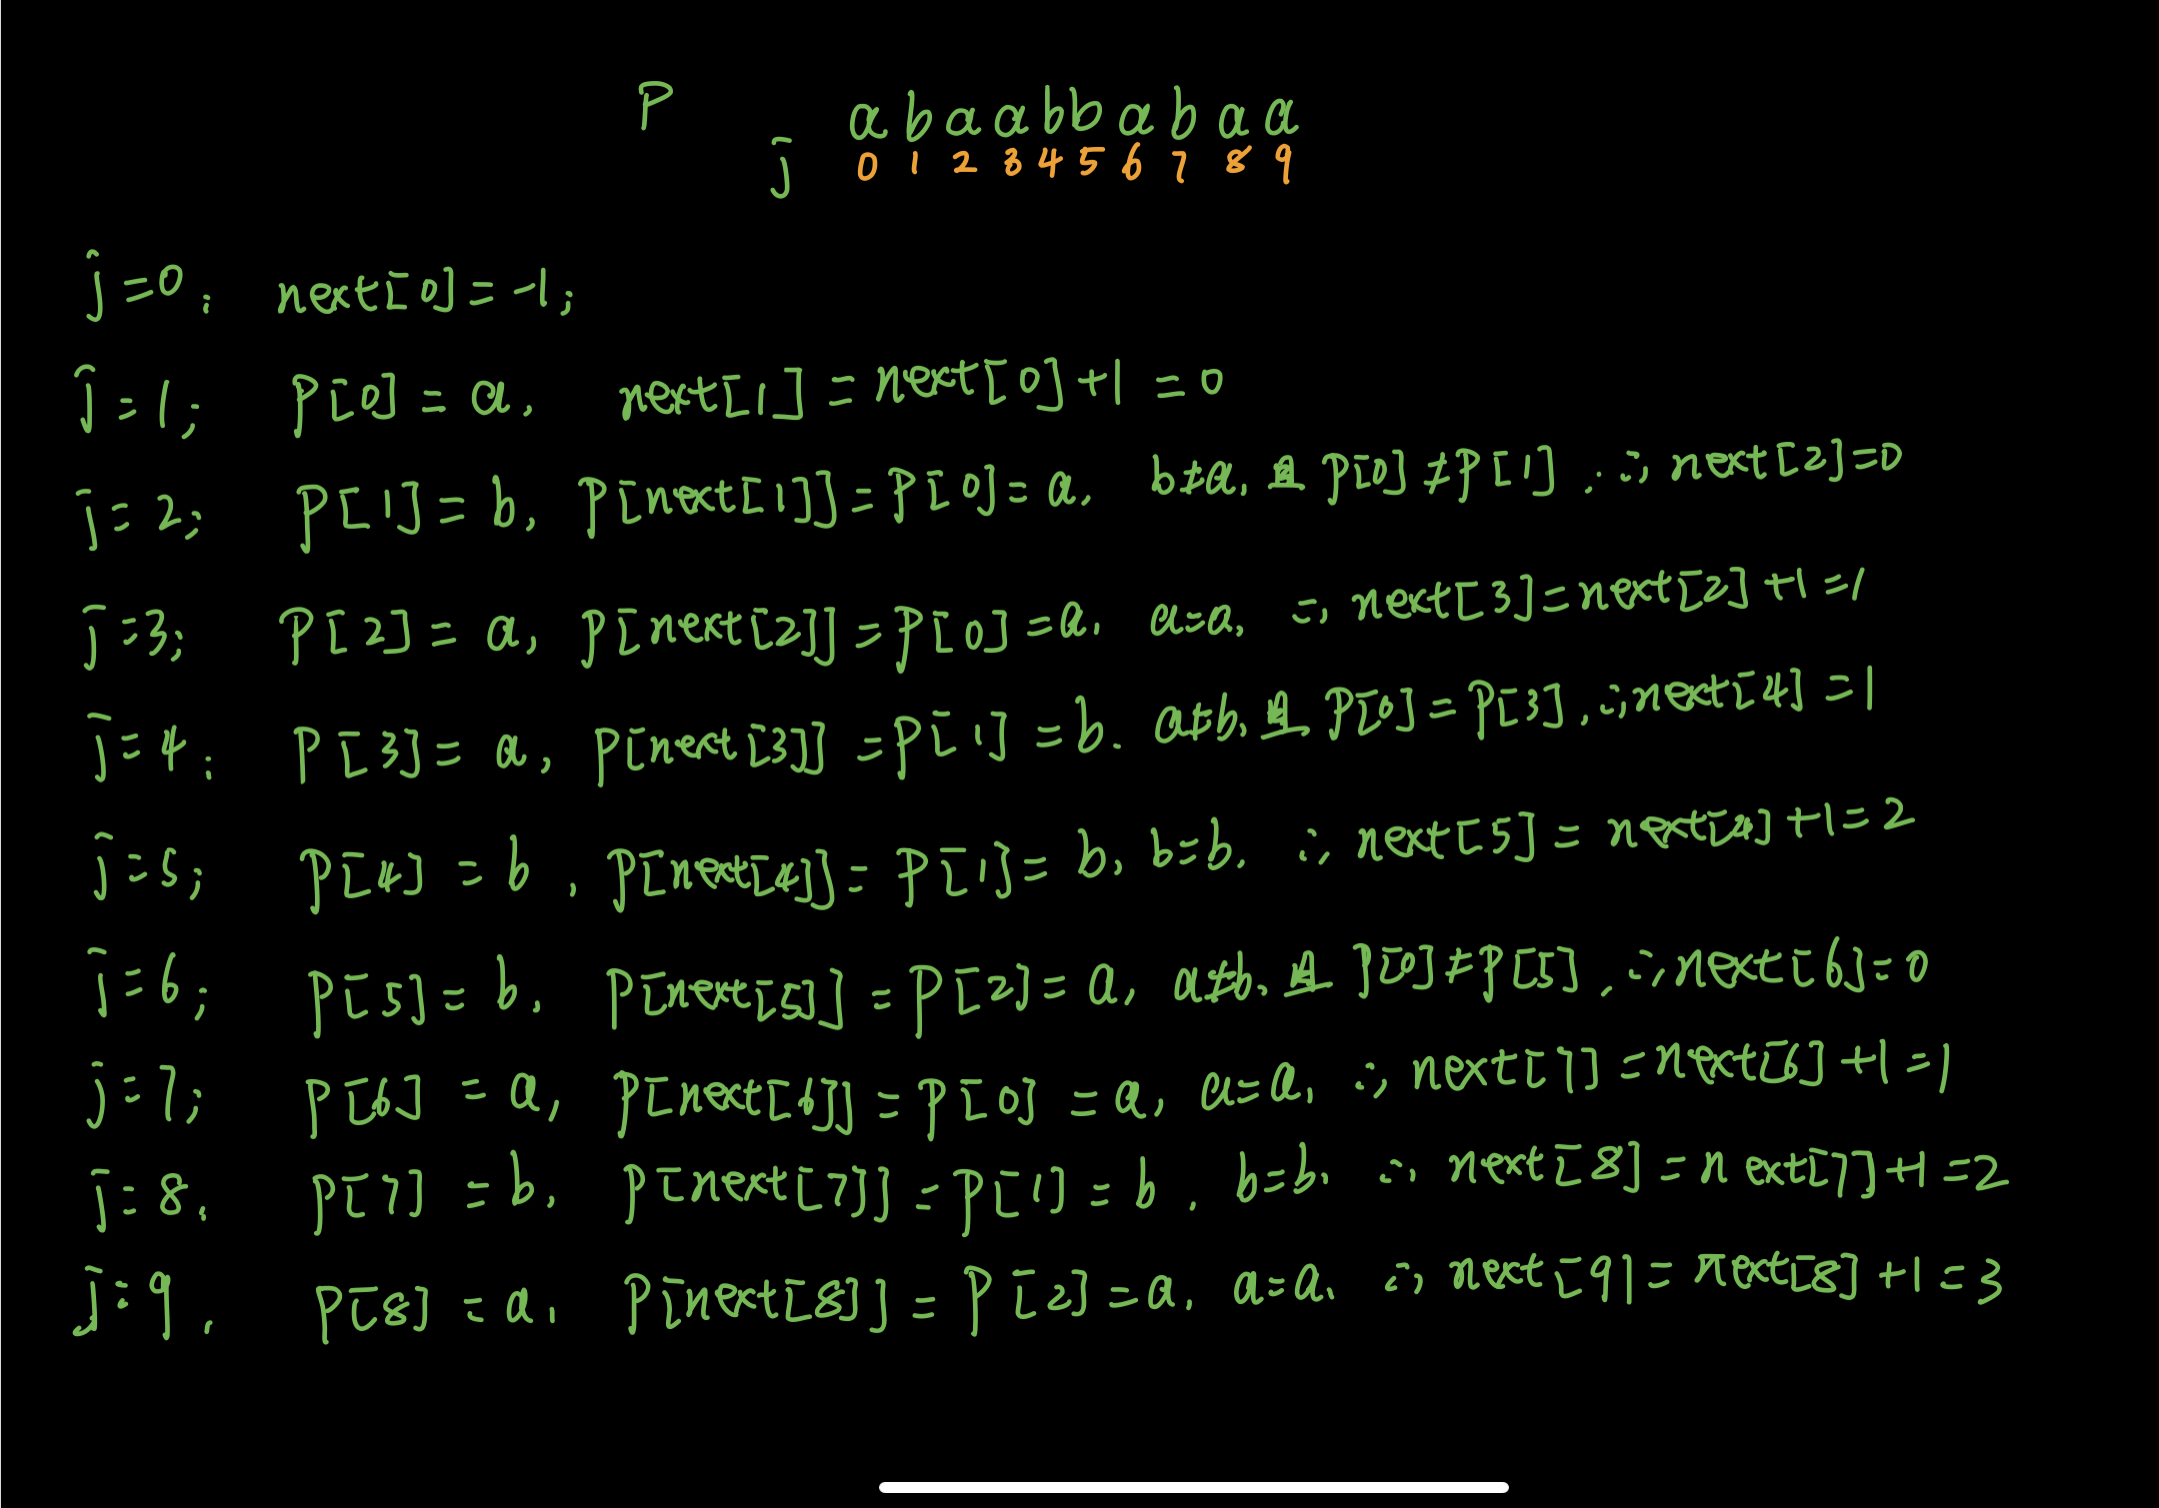 P a b a a b b a b a a
j 0 1 2 3 4 5 6 7 8 9
j=0; next[0]=-1;
j=1; P[0]=a, next[1]=next[0]+1=0
j=2; P[1]=b, P[next[1]]=P[0]=a, b≠a, 且 P[0]≠P[1], ∴ next[2]=0
j=3; P[2]=a, P[next[2]]=P[0]=a, a=a, ∴ next[3]=next[2]+1=1
j=4; P[3]=a, P[next[3]]=P[1]=b. a≠b, 且 P[0]=P[3], ∴ next[4]=1
j=5; P[4]=b, P[next[4]]=P[1]=b, b=b, ∴ next[5]=next[4]+1=2
j=6; P[5]=b, P[next[5]]=P[2]=a, a≠b, 且 P[0]≠P[5], ∴ next[6]=0
j=7; P[6]=a, P[next[6]]=P[0]=a, a=a, ∴ next[7]=next[6]+1=1
j=8, P[7]=b, P[next[7]]=P[1]=b, b=b, ∴ next[8]=next[7]+1=2
j=9, P[8]=a, P[next[8]]=P[2]=a, a=a, ∴ next[9]=next[8]+1=3